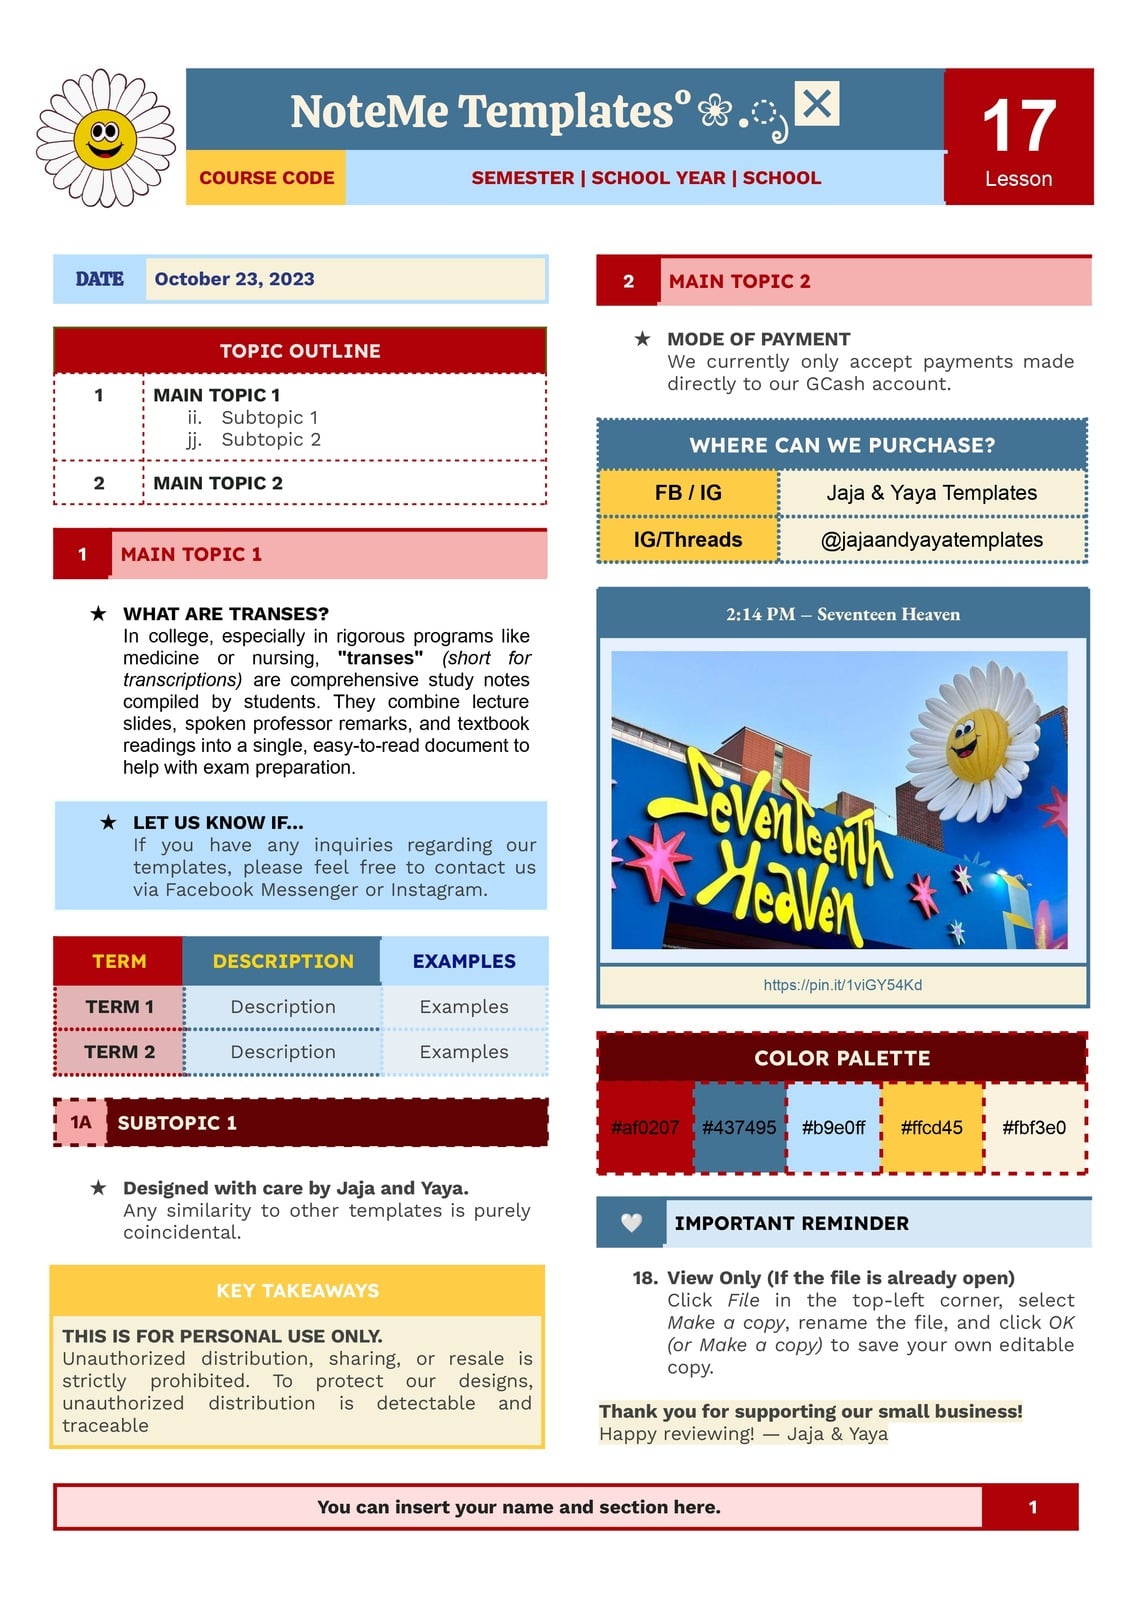 NoteMe Templates° ❀ . ҉ ☒
17
Lesson
COURSE CODE
SEMESTER | SCHOOL YEAR | SCHOOL
DATE
October 23, 2023
TOPIC OUTLINE
1 MAIN TOPIC 1
ii. Subtopic 1
jj. Subtopic 2
2 MAIN TOPIC 2
1 MAIN TOPIC 1
★ WHAT ARE TRANSES?
In college, especially in rigorous programs like
medicine or nursing, "transes" (short for
transcriptions) are comprehensive study notes
compiled by students. They combine lecture
slides, spoken professor remarks, and textbook
readings into a single, easy-to-read document to
help with exam preparation.
★ LET US KNOW IF...
If you have any inquiries regarding our
templates, please feel free to contact us
via Facebook Messenger or Instagram.
TERM DESCRIPTION EXAMPLES
TERM 1 Description Examples
TERM 2 Description Examples
1A SUBTOPIC 1
★ Designed with care by Jaja and Yaya.
Any similarity to other templates is purely
coincidental.
KEY TAKEAWAYS
THIS IS FOR PERSONAL USE ONLY.
Unauthorized distribution, sharing, or resale is
strictly prohibited. To protect our designs,
unauthorized distribution is detectable and
traceable
2 MAIN TOPIC 2
★ MODE OF PAYMENT
We currently only accept payments made
directly to our GCash account.
WHERE CAN WE PURCHASE?
FB / IG Jaja & Yaya Templates
IG/Threads @jajaandyayatemplates
2:14 PM – Seventeen Heaven
Seventeenth
Heaven
https://pin.it/1viGY54Kd
COLOR PALETTE
#af0207 #437495 #b9e0ff #ffcd45 #fbf3e0
🤍 IMPORTANT REMINDER
18. View Only (If the file is already open)
Click File in the top-left corner, select
Make a copy, rename the file, and click OK
(or Make a copy) to save your own editable
copy.
Thank you for supporting our small business!
Happy reviewing! — Jaja & Yaya
You can insert your name and section here.
1